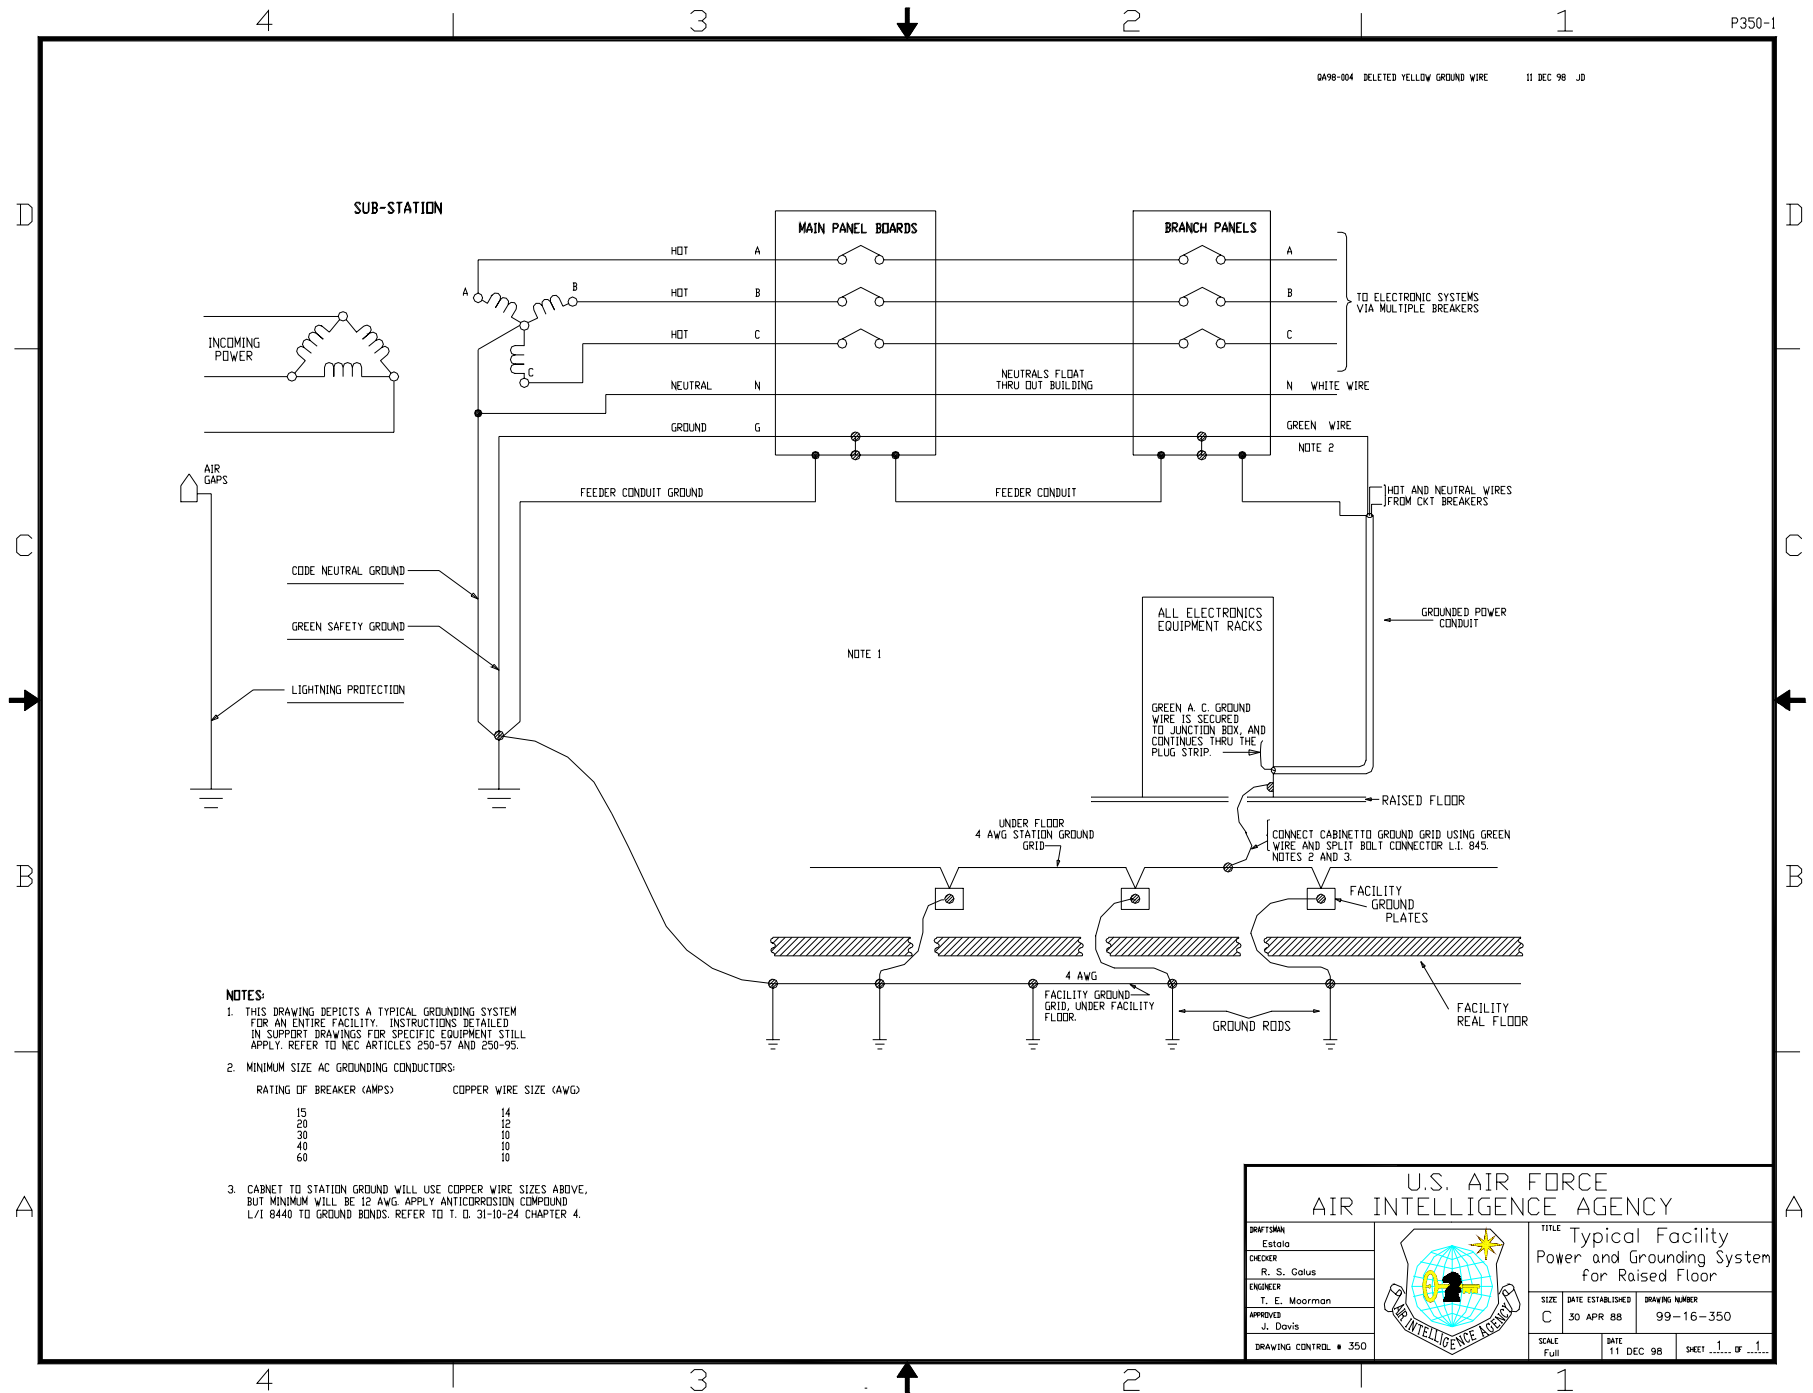 4 3 2 1
P350-1
QA98-004 DELETED YELLOW GROUND WIRE 11 DEC 98 JD
D D
SUB-STATION
MAIN PANEL BOARDS
BRANCH PANELS
HOT A
A
A
HOT B
B
B
TO ELECTRONIC SYSTEMS
VIA MULTIPLE BREAKERS
HOT C
C
C
INCOMING
POWER
NEUTRAL N
NEUTRALS FLOAT
THRU OUT BUILDING
N WHITE WIRE
GROUND G
GREEN WIRE
NOTE 2
AIR
GAPS
FEEDER CONDUIT GROUND
FEEDER CONDUIT
HOT AND NEUTRAL WIRES
FROM CKT BREAKERS
C C
CODE NEUTRAL GROUND
GREEN SAFETY GROUND
LIGHTNING PROTECTION
NOTE 1
ALL ELECTRONICS
EQUIPMENT RACKS
GROUNDED POWER
CONDUIT
GREEN A. C. GROUND
WIRE IS SECURED
TO JUNCTION BOX, AND
CONTINUES THRU THE
PLUG STRIP.
RAISED FLOOR
UNDER FLOOR
4 AWG STATION GROUND
GRID
CONNECT CABINETTO GROUND GRID USING GREEN
WIRE AND SPLIT BOLT CONNECTOR L.I. 845.
NOTES 2 AND 3.
B B
FACILITY
GROUND
PLATES
4 AWG
FACILITY GROUND
GRID, UNDER FACILITY
FLOOR.
GROUND RODS
FACILITY
REAL FLOOR
NOTES:
1. THIS DRAWING DEPICTS A TYPICAL GROUNDING SYSTEM
FOR AN ENTIRE FACILITY. INSTRUCTIONS DETAILED
IN SUPPORT DRAWINGS FOR SPECIFIC EQUIPMENT STILL
APPLY. REFER TO NEC ARTICLES 250-57 AND 250-95.
2. MINIMUM SIZE AC GROUNDING CONDUCTORS:
RATING OF BREAKER (AMPS) COPPER WIRE SIZE (AWG)
15 14
20 12
30 10
40 10
60 10
3. CABNET TO STATION GROUND WILL USE COPPER WIRE SIZES ABOVE,
BUT MINIMUM WILL BE 12 AWG. APPLY ANTICORROSION COMPOUND
L/I 8440 TO GROUND BONDS. REFER TO T. O. 31-10-24 CHAPTER 4.
A A
U.S. AIR FORCE
AIR INTELLIGENCE AGENCY
DRAFTSMAN
Estala
CHECKER
R. S. Galus
ENGINEER
T. E. Moorman
APPROVED
J. Davis
DRAWING CONTROL # 350
AIR INTELLIGENCE AGENCY
TITLE Typical Facility
Power and Grounding System
for Raised Floor
SIZE DATE ESTABLISHED DRAWING NUMBER
C 30 APR 88 99-16-350
SCALE DATE
Full 11 DEC 98 SHEET 1 OF 1
4 3 2 1